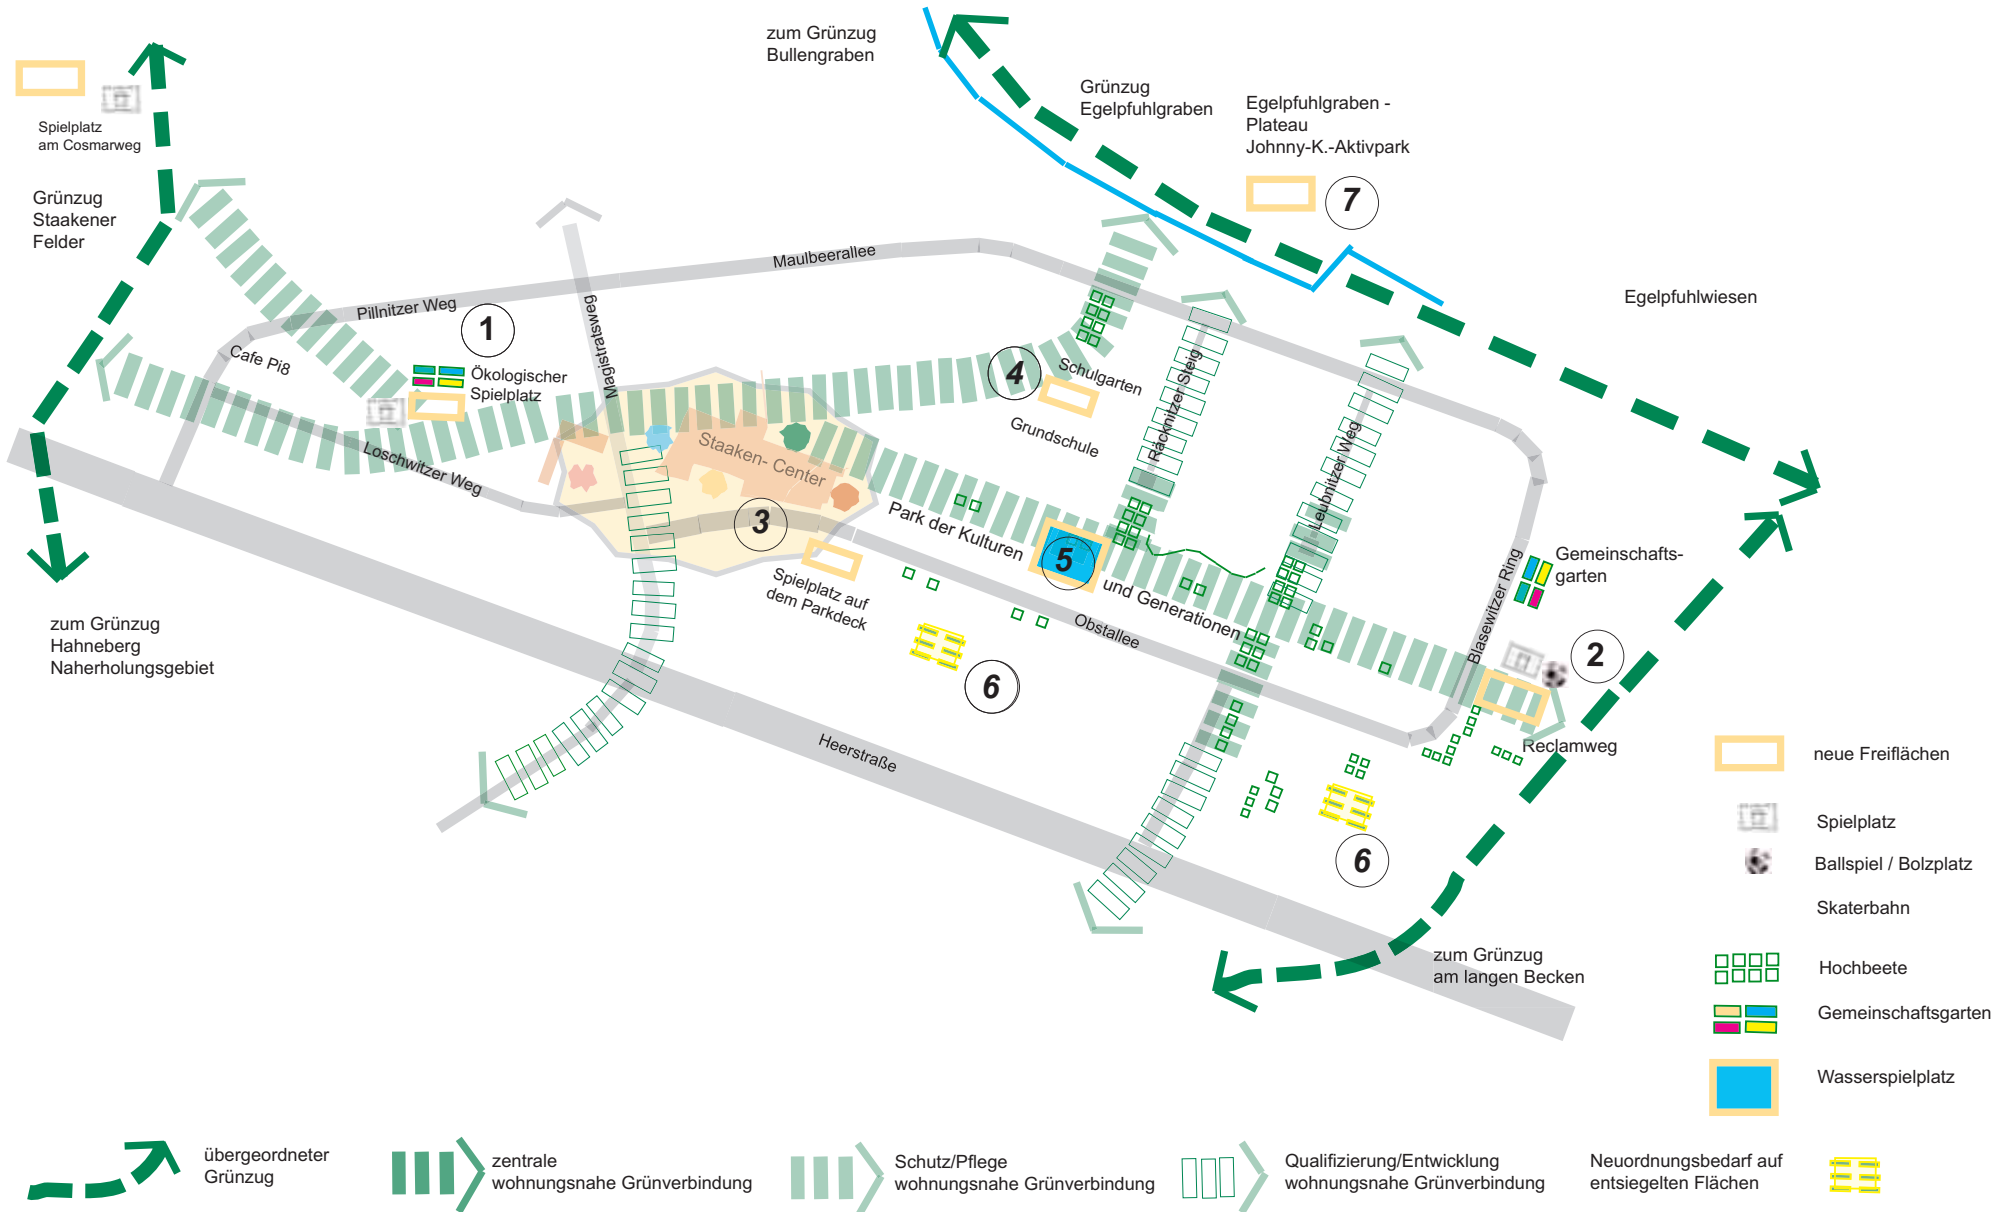 zum Grünzug
Bullengraben
Grünzug
Egelpfuhlgraben
Egelpfuhlgraben -
Plateau
Johnny-K.-Aktivpark
7
Spielplatz
am Cosmarweg
Grünzug
Staakener
Felder
Maulbeerallee
Egelpfuhlwiesen
Pillnitzer Weg
1
Magistratsweg
Cafe Pi8
Ökologischer
Spielplatz
4
Schulgarten
Grundschule
Räcknitzer Steig
Leubnitzer Weg
Loschwitzer Weg
Staaken- Center
3
Park der Kulturen
5
und Generationen
Spielplatz auf
dem Parkdeck
Obstallee
Blasewitzer Ring
Gemeinschafts-
garten
2
zum Grünzug
Hahneberg
Naherholungsgebiet
6
Heerstraße
Reclamweg
6
zum Grünzug
am langen Becken
neue Freiflächen
Spielplatz
Ballspiel / Bolzplatz
Skaterbahn
Hochbeete
Gemeinschaftsgarten
Wasserspielplatz
übergeordneter
Grünzug
zentrale
wohnungsnahe Grünverbindung
Schutz/Pflege
wohnungsnahe Grünverbindung
Qualifizierung/Entwicklung
wohnungsnahe Grünverbindung
Neuordnungsbedarf auf
entsiegelten Flächen